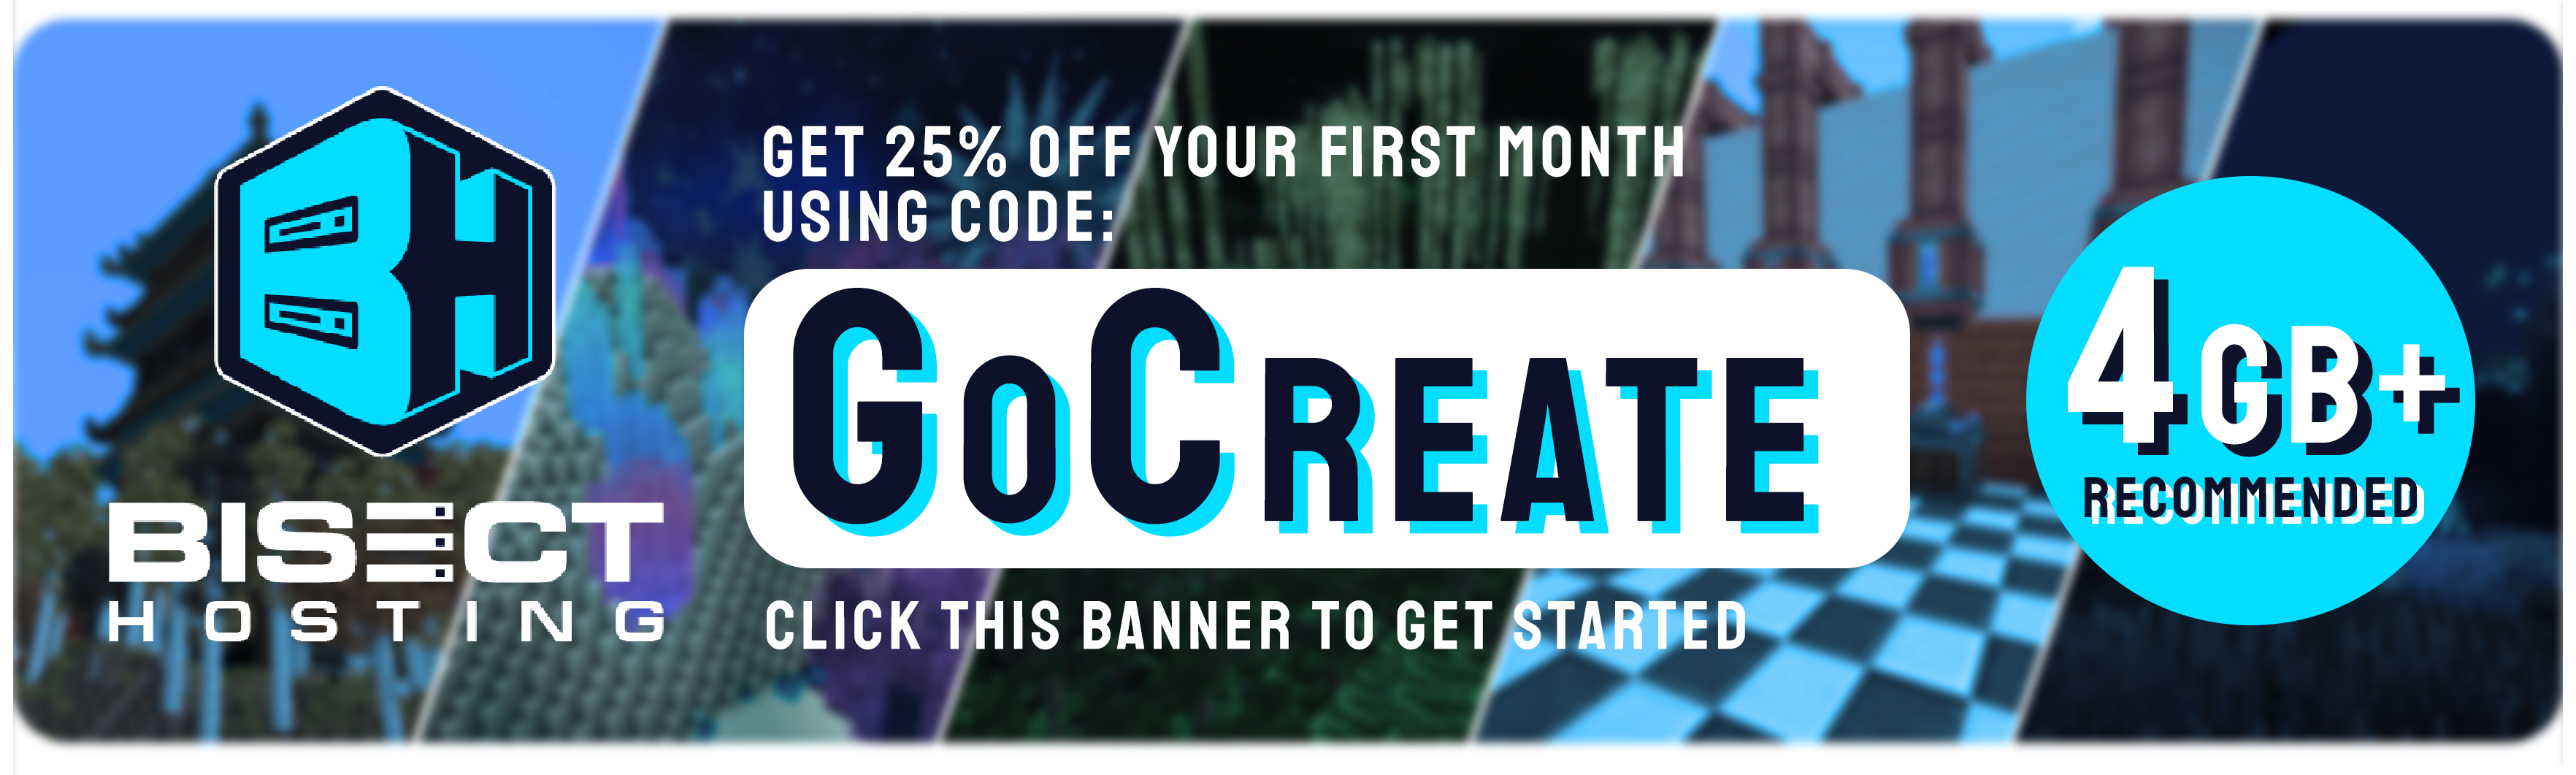 BH
BISECT
HOSTING
GET 25% OFF YOUR FIRST MONTH
USING CODE:
GoCreate
CLICK THIS BANNER TO GET STARTED
4GB+
RECOMMENDED